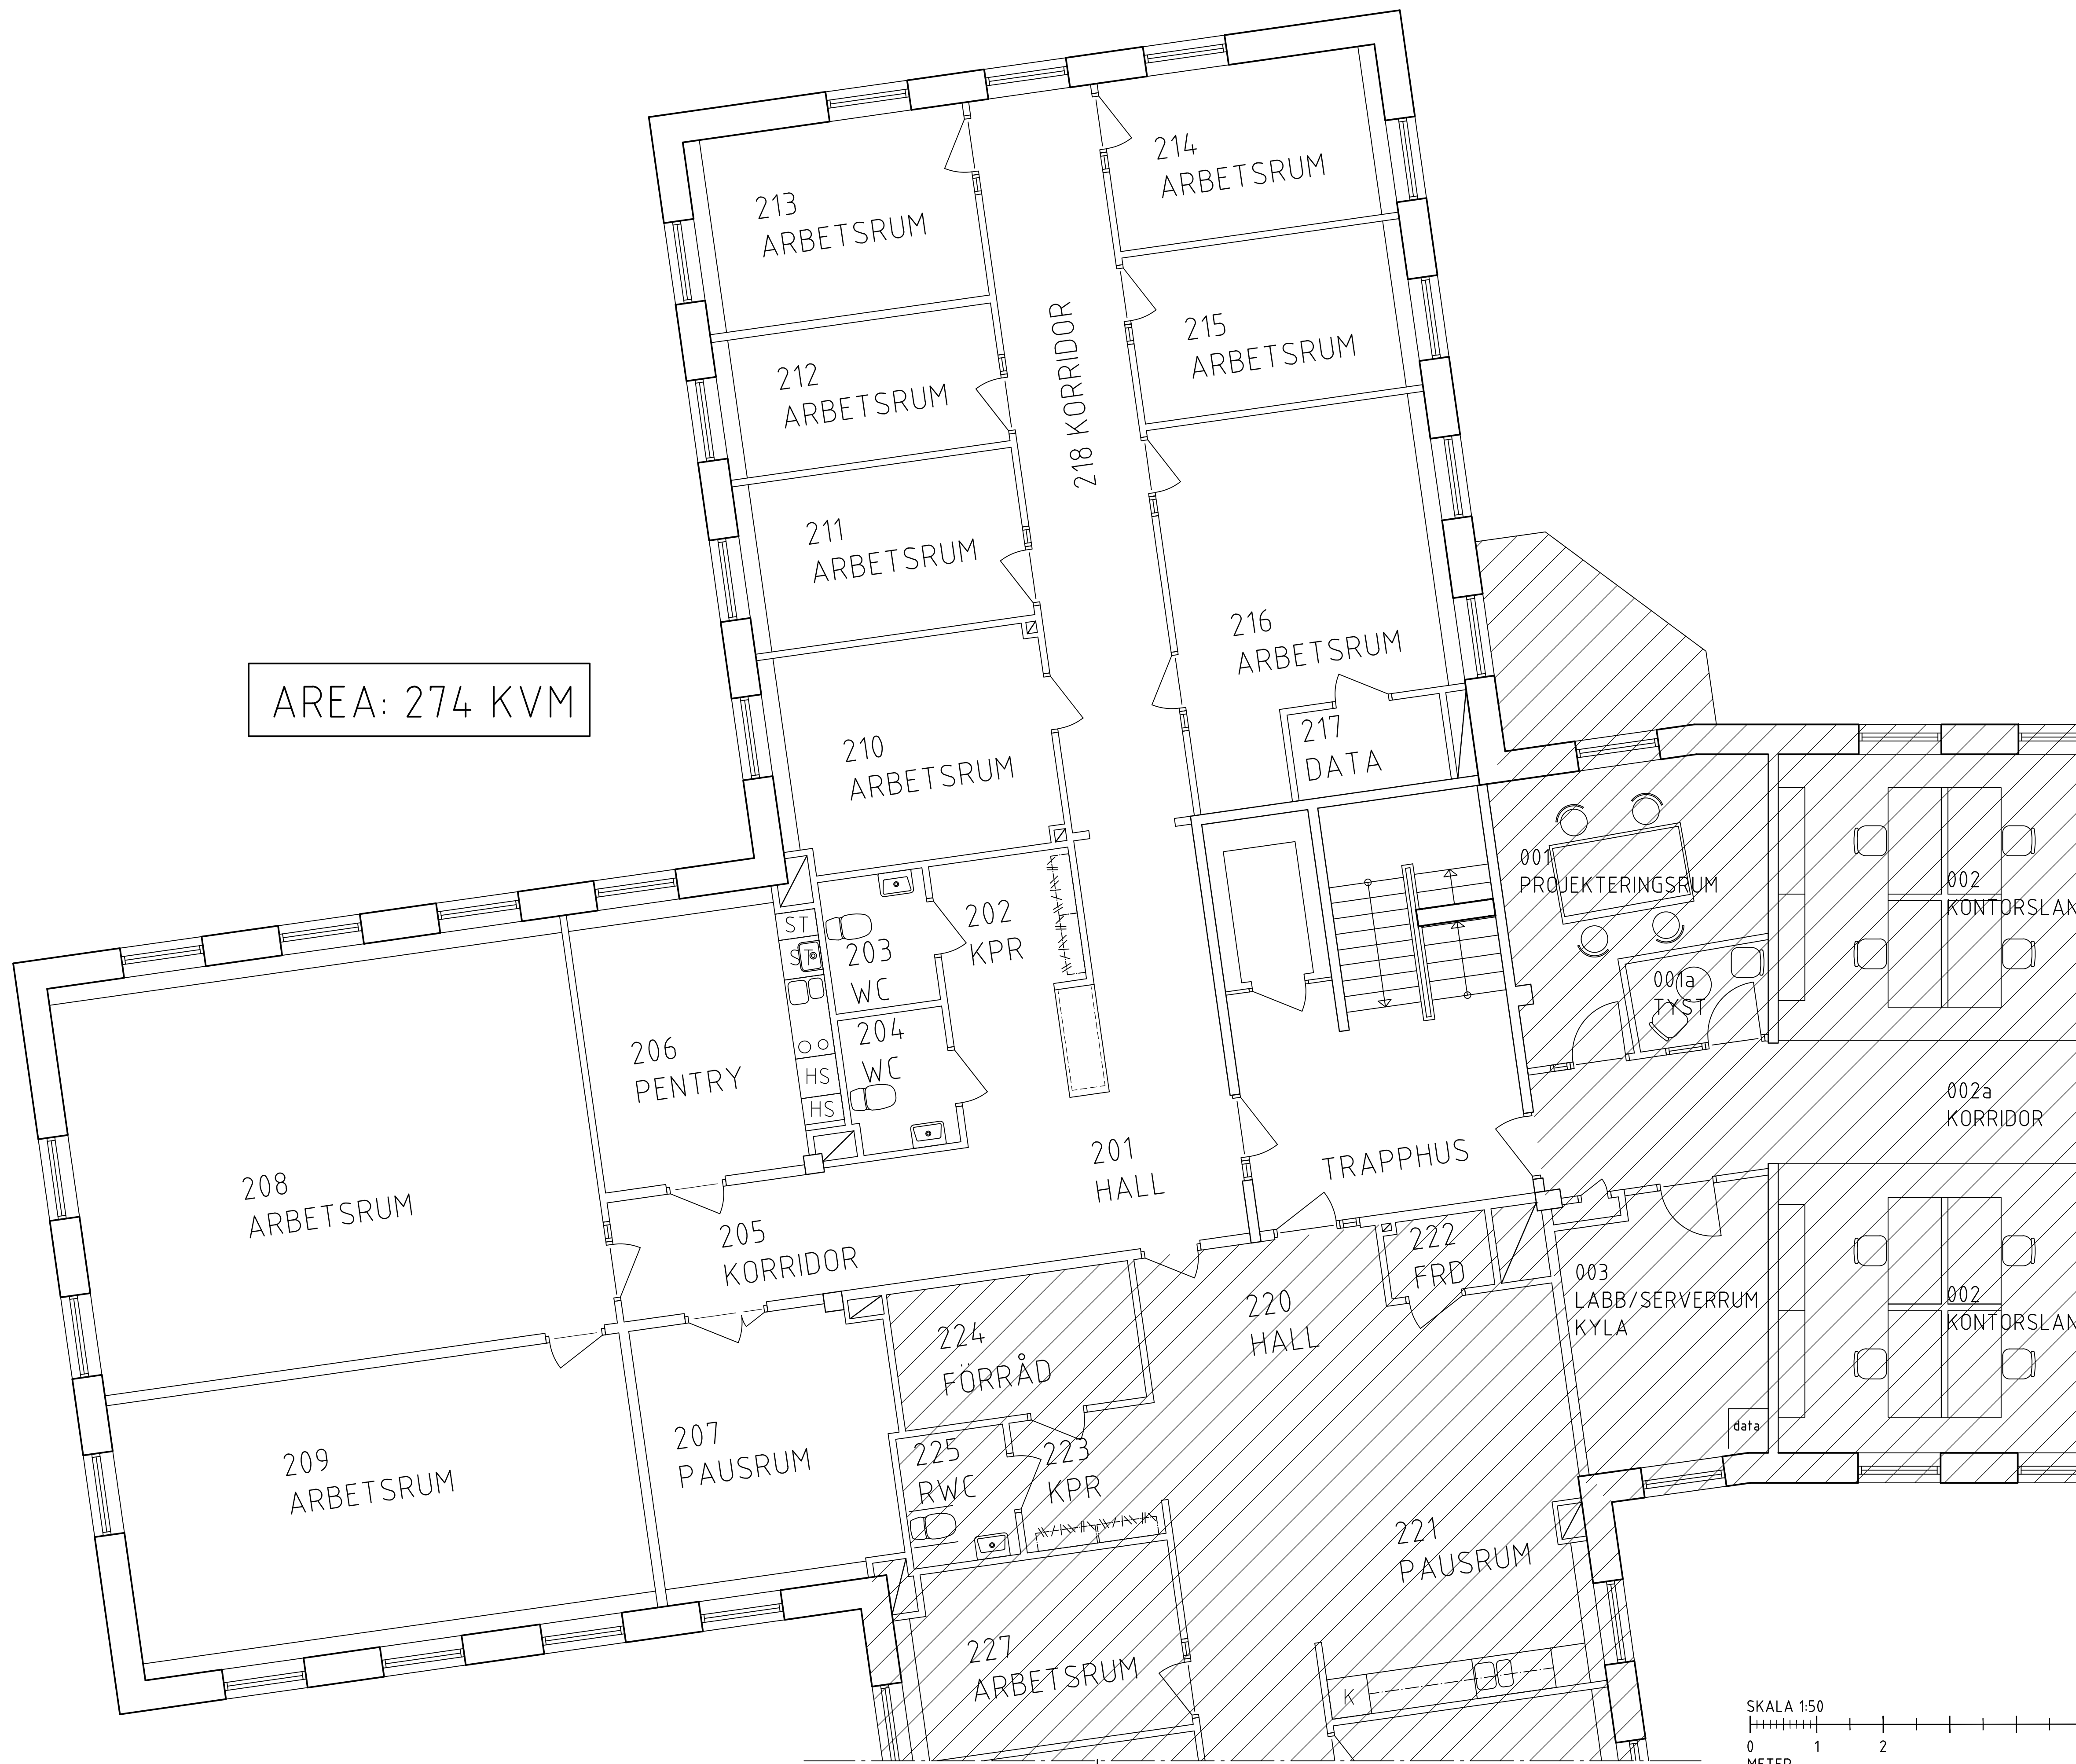 214
ARBETSRUM
213
ARBETSRUM
215
ARBETSRUM
212
ARBETSRUM
218 KORRIDOR
211
ARBETSRUM
216
ARBETSRUM
AREA: 274 KVM
217
DATA
210
ARBETSRUM
001
PROJEKTERINGSRUM
002
KONTORSLAN
ST
ST
203
WC
202
KPR
001a
TYST
204
WC
206
PENTRY
HS
HS
002a
KORRIDOR
201
HALL
TRAPPHUS
208
ARBETSRUM
205
KORRIDOR
222
FRD
003
LABB/SERVERRUM
KYLA
002
KONTORSLAN
220
HALL
224
FÖRRÅD
data
207
PAUSRUM
225
RWC
223
KPR
209
ARBETSRUM
221
PAUSRUM
227
ARBETSRUM
K
SKALA 1:50
0 1 2
METER